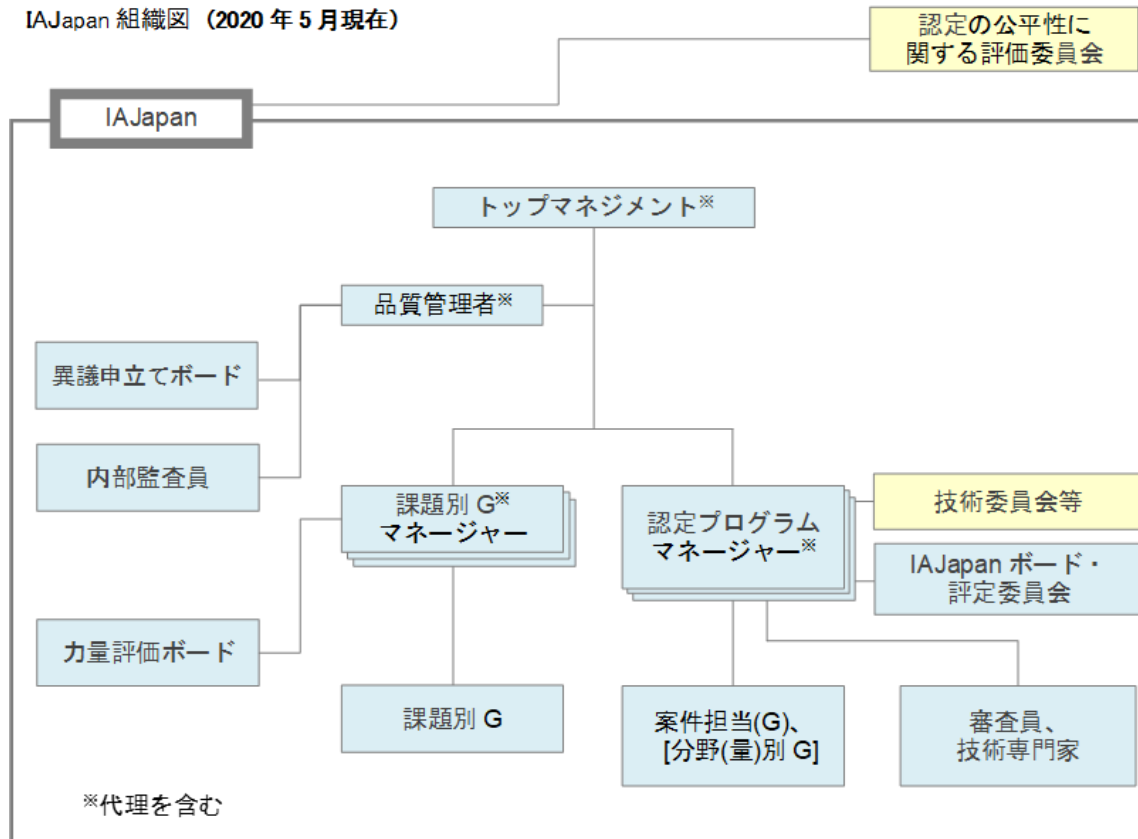 IAJapan 組織図 (2020 年 5 月現在)
認定の公平性に
関する評価委員会
IAJapan
トップマネジメント※
品質管理者※
異議申立てボード
内部監査員
課題別 G※
マネージャー
認定プログラム
マネージャー※
技術委員会等
IAJapan ボード・
評定委員会
力量評価ボード
課題別 G
案件担当(G)、
[分野(量)別 G]
審査員、
技術専門家
※代理を含む